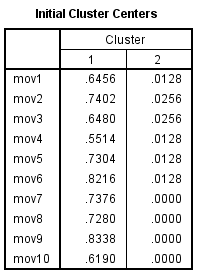 Initial Cluster Centers
Cluster
1 2
mov1 .6456 .0128
mov2 .7402 .0256
mov3 .6480 .0256
mov4 .5514 .0128
mov5 .7304 .0128
mov6 .8216 .0128
mov7 .7376 .0000
mov8 .7280 .0000
mov9 .8338 .0000
mov10 .6190 .0000